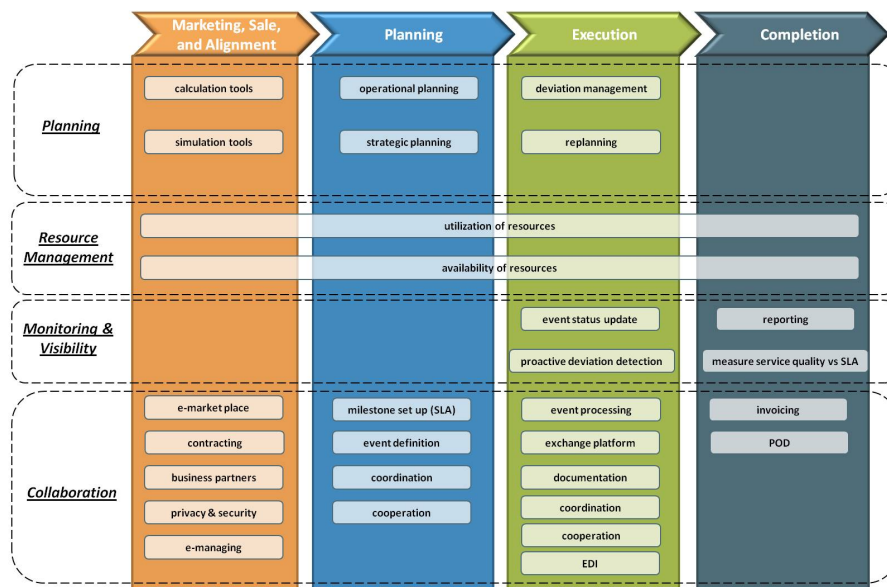 Marketing, Sale,
and Alignment
Planning
Execution
Completion
Planning
calculation tools
operational planning
deviation management
simulation tools
strategic planning
replanning
Resource
Management
utilization of resources
availability of resources
Monitoring &
Visibility
event status update
reporting
proactive deviation detection
measure service quality vs SLA
Collaboration
e-market place
milestone set up (SLA)
event processing
invoicing
contracting
event definition
exchange platform
POD
business partners
coordination
documentation
privacy & security
cooperation
coordination
e-managing
cooperation
EDI